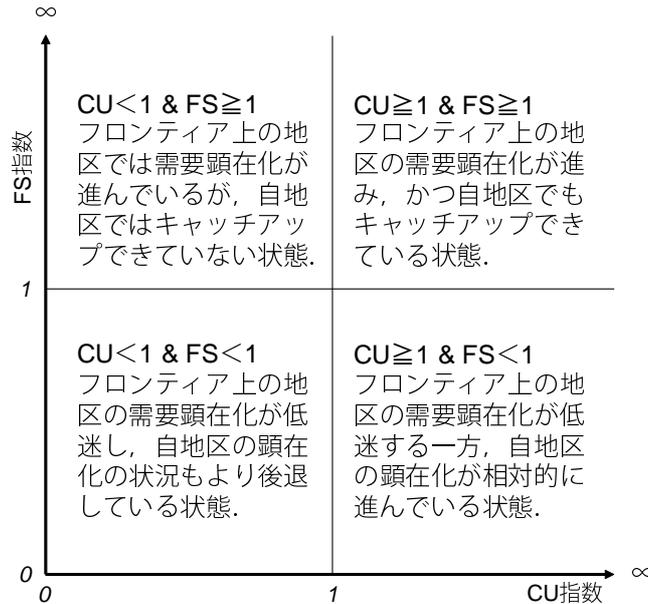 ∞
FS指数
CU＜1 & FS≧1
フロンティア上の地
区では需要顕在化が
進んでいるが，自地
区ではキャッチアッ
プできていない状態．
CU≧1 & FS≧1
フロンティア上の地
区の需要顕在化が進
み，かつ自地区でも
キャッチアップでき
ている状態．
1
CU＜1 & FS＜1
フロンティア上の地
区の需要顕在化が低
迷し，自地区の顕在
化の状況もより後退
している状態．
CU≧1 & FS＜1
フロンティア上の地
区の需要顕在化が低
迷する一方，自地区
の顕在化が相対的に
進んでいる状態．
0
∞
0
1
CU指数